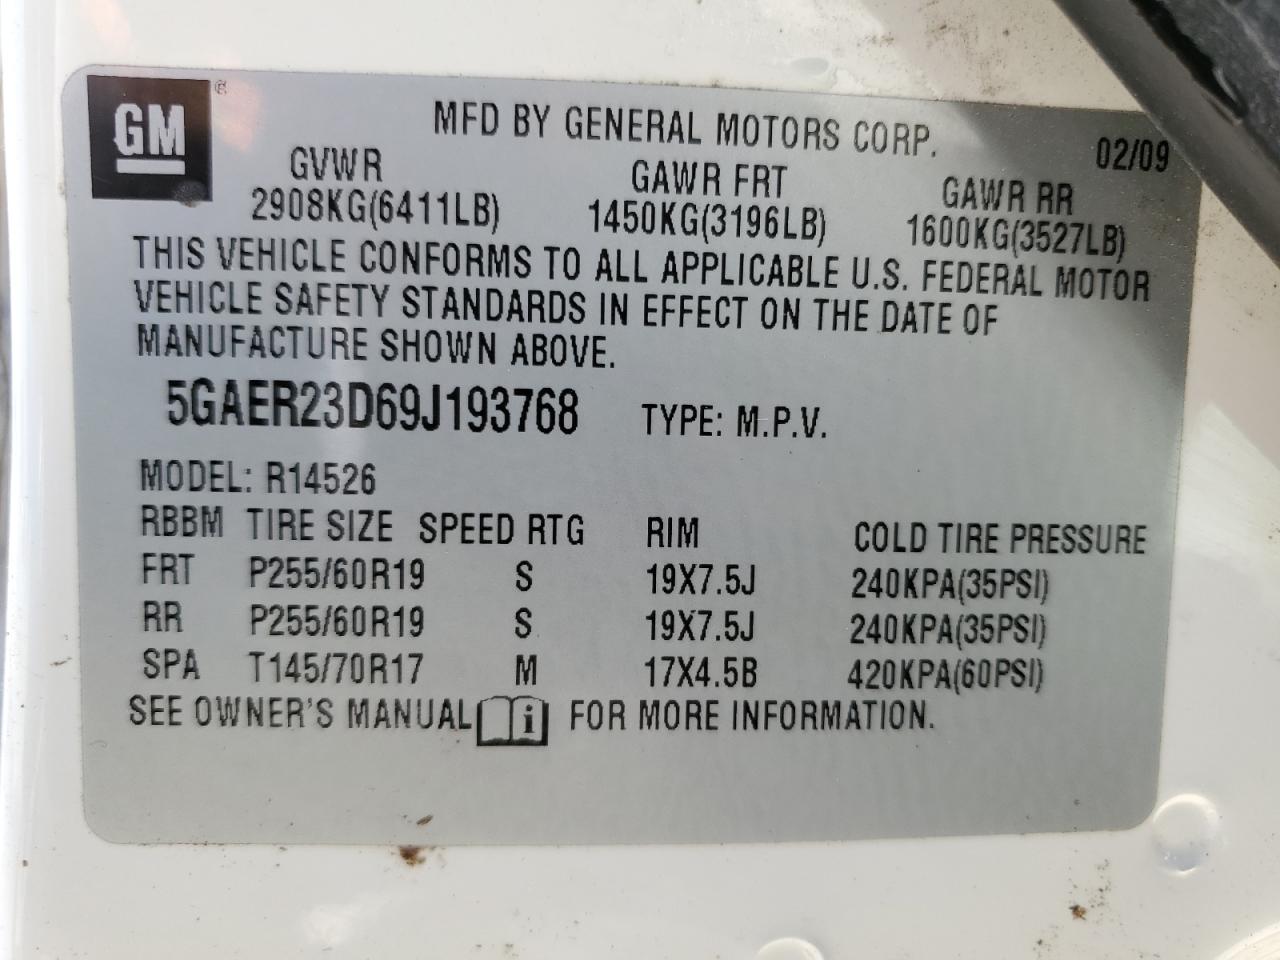 GM ®
MFD BY GENERAL MOTORS CORP. 02/09
GVWR GAWR FRT GAWR RR
2908KG(6411LB) 1450KG(3196LB) 1600KG(3527LB)
THIS VEHICLE CONFORMS TO ALL APPLICABLE U.S. FEDERAL MOTOR
VEHICLE SAFETY STANDARDS IN EFFECT ON THE DATE OF
MANUFACTURE SHOWN ABOVE.
5GAER23D69J193768 TYPE: M.P.V.
MODEL: R14526
RBBM TIRE SIZE SPEED RTG RIM COLD TIRE PRESSURE
FRT P255/60R19 S 19X7.5J 240KPA(35PSI)
RR P255/60R19 S 19X7.5J 240KPA(35PSI)
SPA T145/70R17 M 17X4.5B 420KPA(60PSI)
SEE OWNER'S MANUAL i FOR MORE INFORMATION.